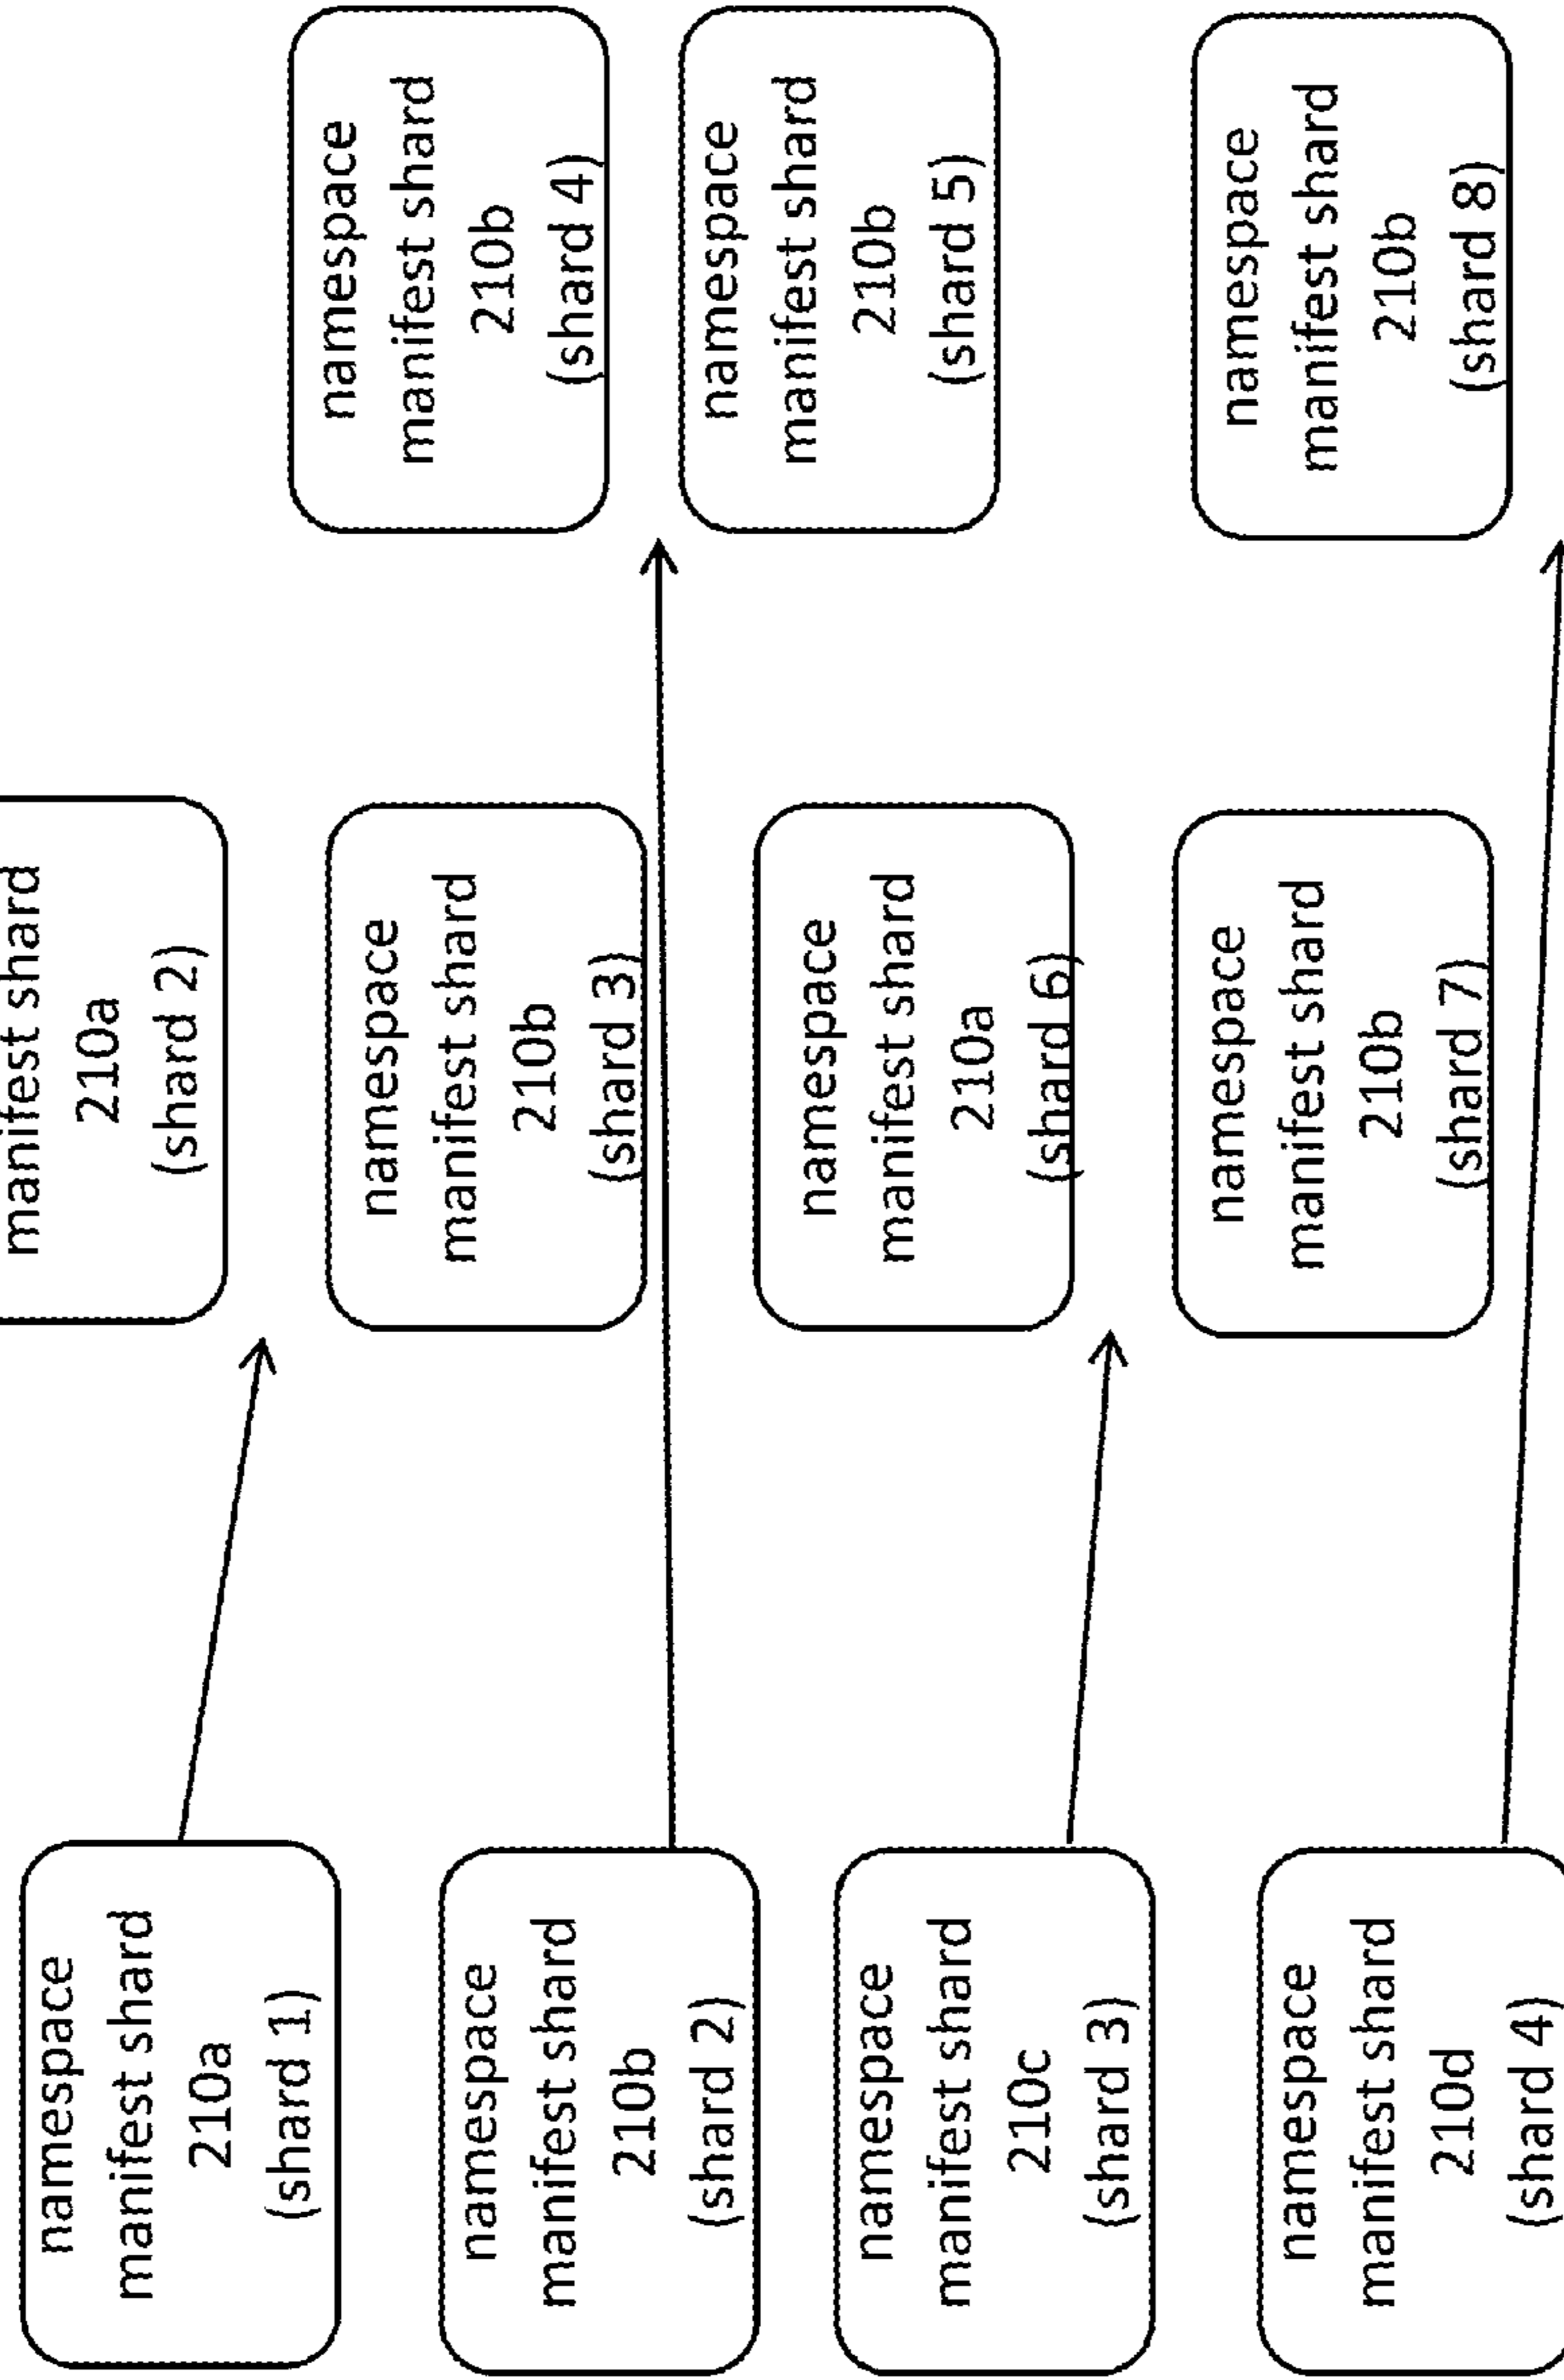 namespace
manifest shard
210a
(shard 1)
namespace
manifest shard
210b
(shard 2)
namespace
manifest shard
210c
(shard 3)
namespace
manifest shard
210d
(shard 4)
manifest shard
210a
(shard 2)
namespace
manifest shard
210b
(shard 3)
namespace
manifest shard
210a
(shard 6)
namespace
manifest shard
210b
(shard 7)
namespace
manifest shard
210b
(shard 4)
namespace
manifest shard
210b
(shard 5)
namespace
manifest shard
210b
(shard 8)